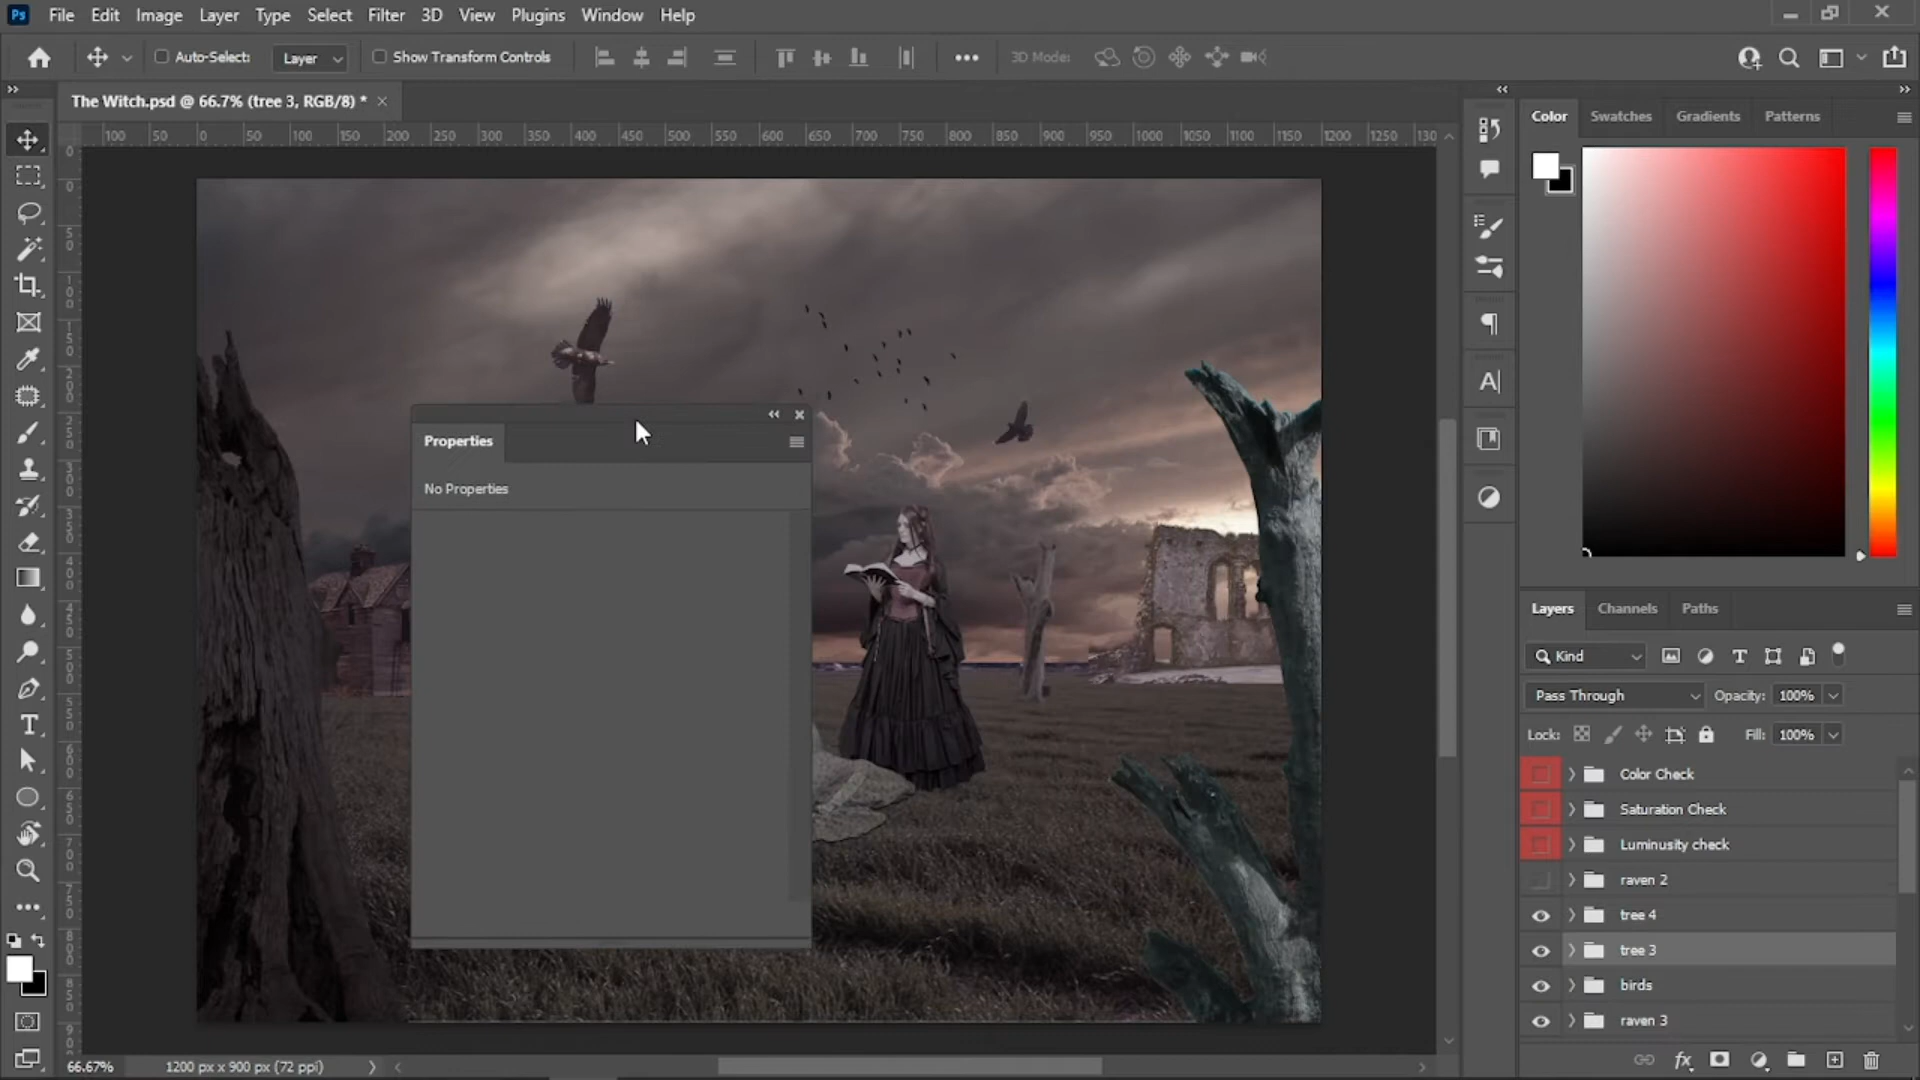 Ps File Edit Image Layer Type Select Filter 3D View Plugins Window Help
Auto-Select: Layer Show Transform Controls 3D Mode:
The Witch.psd @ 66.7% (tree 3, RGB/8) *
100 50 0 50 100 150 200 250 300 350 400 450 500 550 600 650 700 750 800 850 900 950 1000 1050 1100 1150 1200 1250 130
Color Swatches Gradients Patterns
Properties
No Properties
Layers Channels Paths
Kind
Pass Through Opacity: 100%
Lock: Fill: 100%
Color Check
Saturation Check
Luminusity check
raven 2
tree 4
tree 3
birds
raven 3
66.67% 1200 px x 900 px (72 ppi)